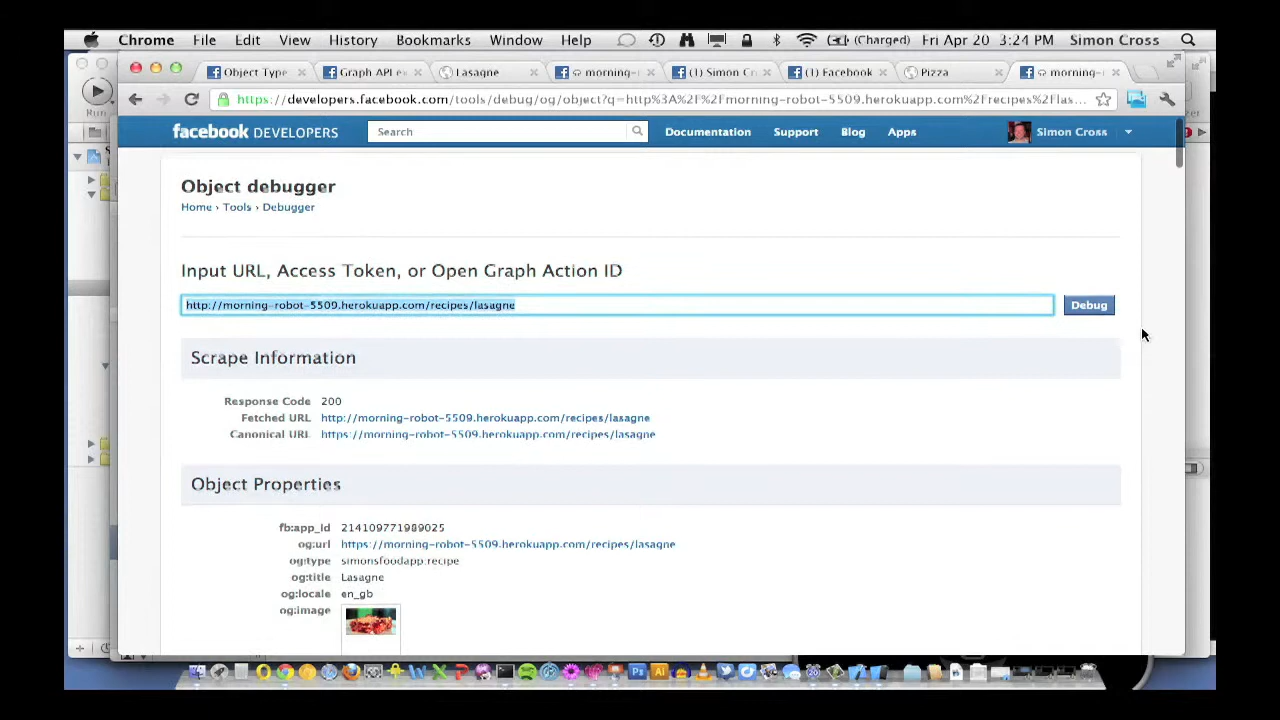 Chrome File Edit View History Bookmarks Window Help (Charged) Fri Apr 20 3:24 PM Simon Cross
Object Type Graph API ex Lasagne morning- (1) Simon C (1) Facebook Pizza morning-
https://developers.facebook.com/tools/debug/og/object?q=http%3A%2F%2Fmorning-robot-5509.herokuapp.com%2Frecipes%2Flas...
facebook DEVELOPERS Search Documentation Support Blog Apps Simon Cross
Object debugger
Home › Tools › Debugger
Input URL, Access Token, or Open Graph Action ID
http://morning-robot-5509.herokuapp.com/recipes/lasagne Debug
Scrape Information
Response Code 200
Fetched URL http://morning-robot-5509.herokuapp.com/recipes/lasagne
Canonical URL https://morning-robot-5509.herokuapp.com/recipes/lasagne
Object Properties
fb:app_id 214109771989025
og:url https://morning-robot-5509.herokuapp.com/recipes/lasagne
og:type simonsfoodapp:recipe
og:title Lasagne
og:locale en_gb
og:image